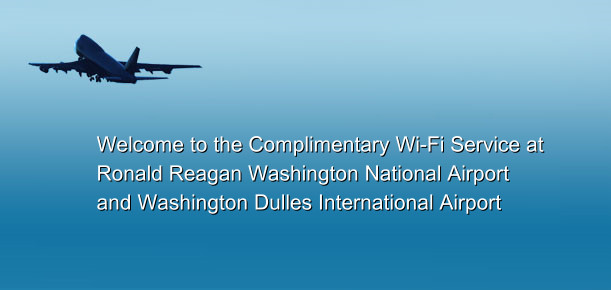 Welcome to the Complimentary Wi-Fi Service at
Ronald Reagan Washington National Airport
and Washington Dulles International Airport